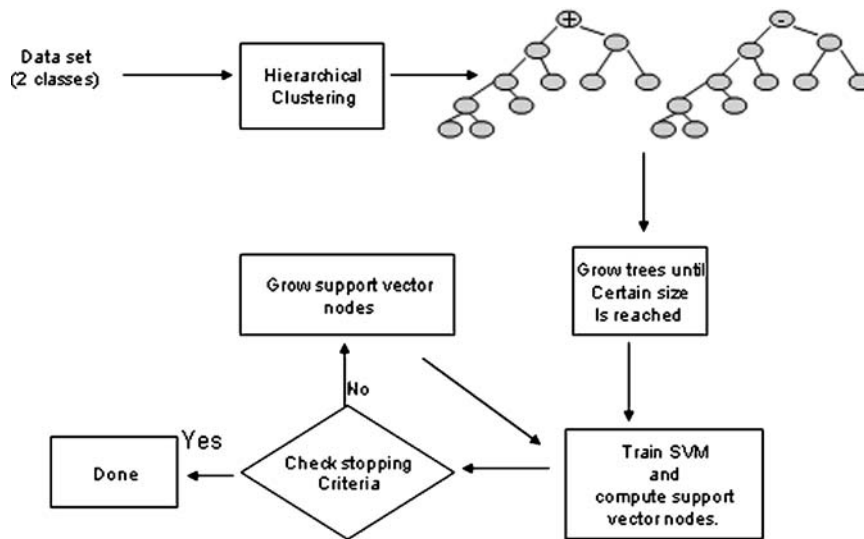 Data set
(2 classes)
Hierarchical
Clustering
+
-
Grow trees until
Certain size
Is reached
Grow support vector
nodes
No
Yes
Done
Check stopping
Criteria
Train SVM
and
compute support
vector nodes.